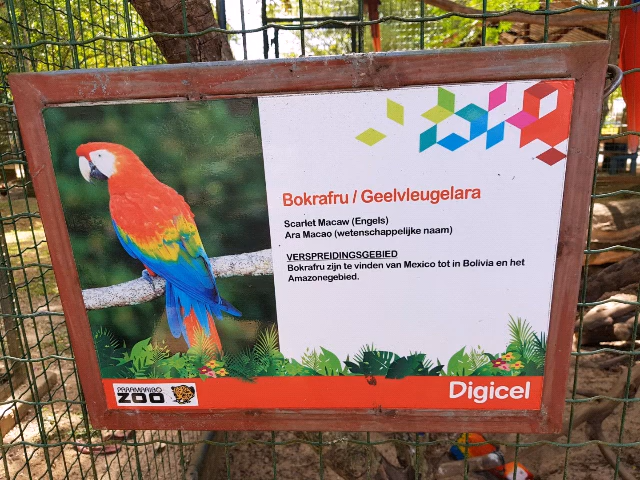 Bokrafru / Geelvleugelara
Scarlet Macaw (Engels)
Ara Macao (wetenschappelijke naam)
VERSPREIDINGSGEBIED
Bokrafru zijn te vinden van Mexico tot in Bolivia en het
Amazonegebied.
PARAMARIBO
ZOO
Digicel